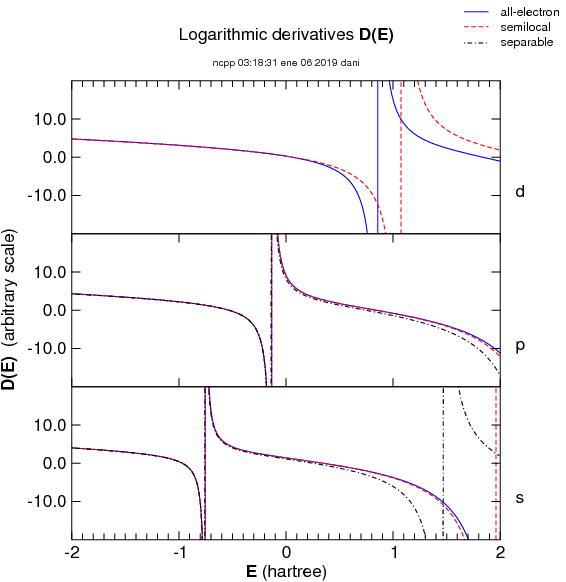 all-electron
semilocal
separable
Logarithmic derivatives D(E)
ncpp 03:18:31 ene 06 2019 dani
10.0
0.0
-10.0
d
10.0
0.0
-10.0
p
10.0
0.0
-10.0
s
D(E) (arbitrary scale)
-2 -1 0 1 2
E (hartree)